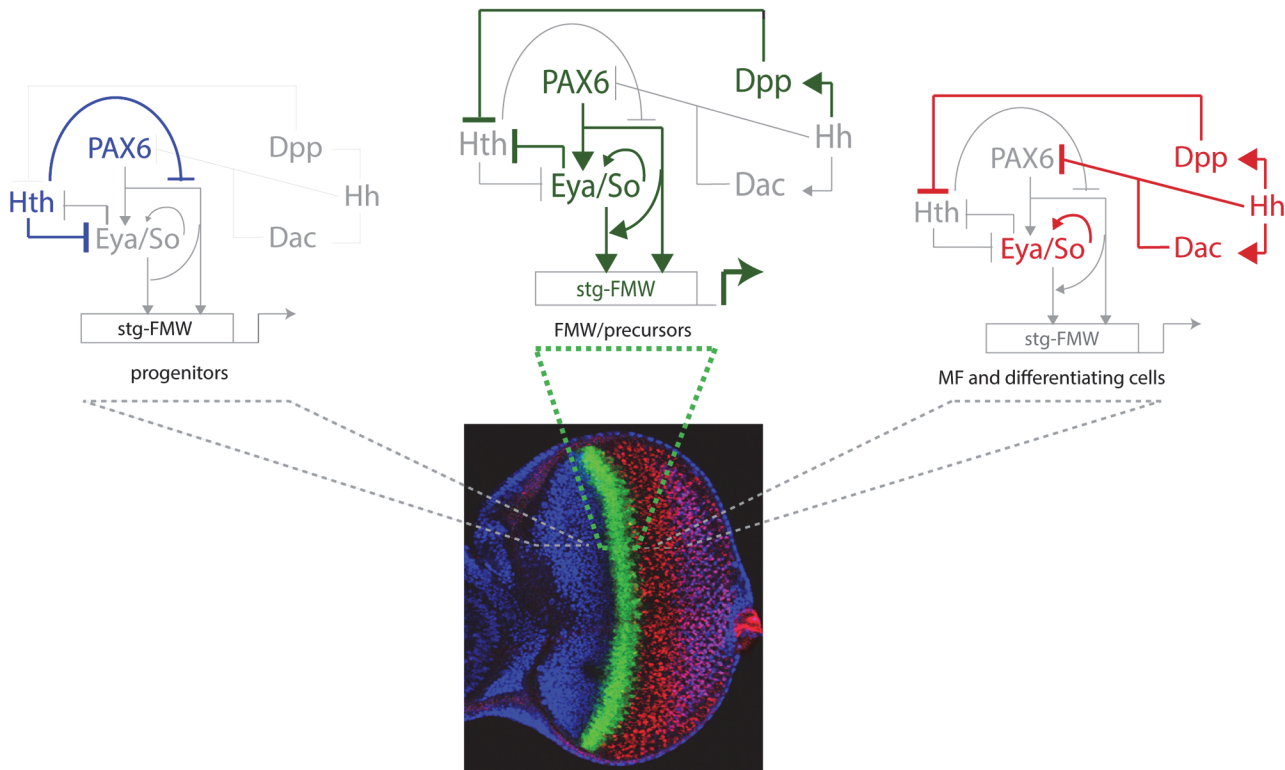 PAX6
Dpp
Hth
Hh
Eya/So
Dac
stg-FMW
progenitors
PAX6
Dpp
Hth
Hh
Eya/So
Dac
stg-FMW
FMW/precursors
PAX6
Dpp
Hth
Hh
Eya/So
Dac
stg-FMW
MF and differentiating cells